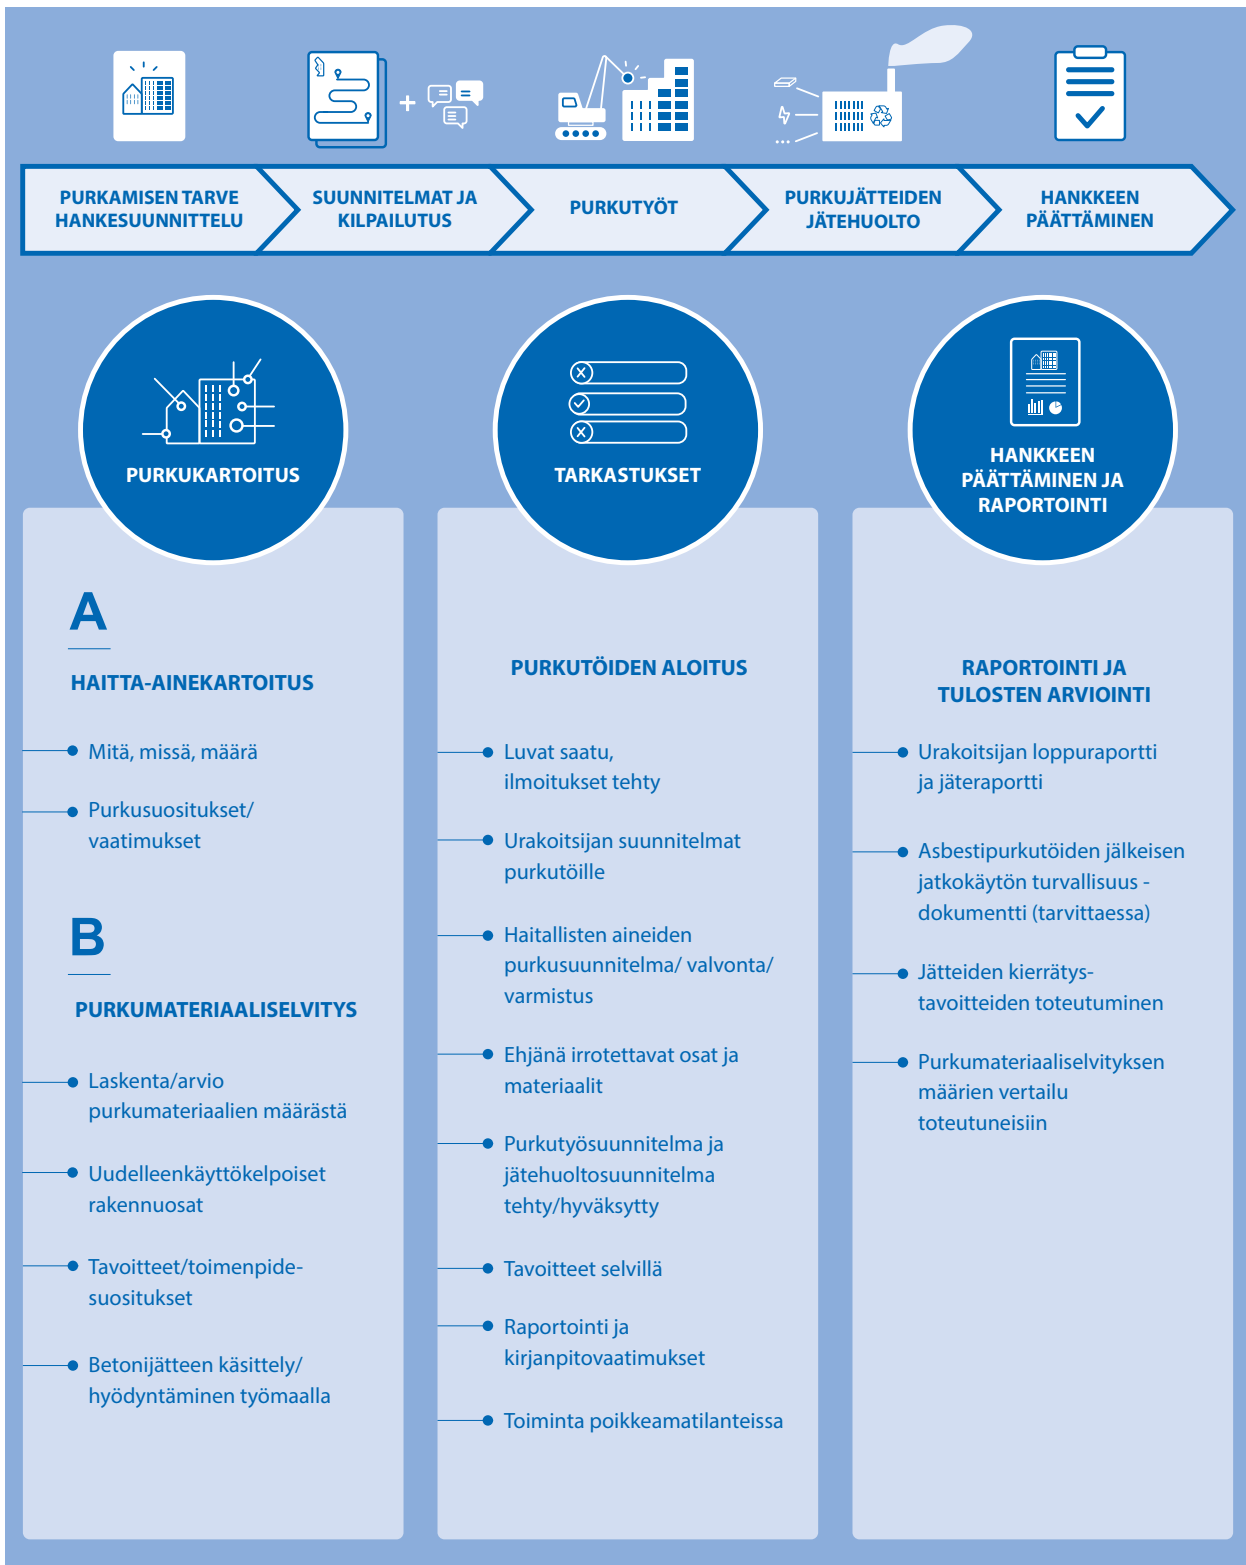 PURKAMISEN TARVE
HANKESUUNNITTELU
SUUNNITELMAT JA
KILPAILUTUS
PURKUTYÖT
PURKUJÄTTEIDEN
JÄTEHUOLTO
HANKKEEN
PÄÄTTÄMINEN
PURKUKARTOITUS
A
HAITTA-AINEKARTOITUS
Mitä, missä, määrä
Purkusuositukset/
vaatimukset
B
PURKUMATERIAALISELVITYS
Laskenta/arvio
purkumateriaalien määrästä
Uudelleenkäyttökelpoiset
rakennuosat
Tavoitteet/toimenpide-
suositukset
Betonijätteen käsittely/
hyödyntäminen työmaalla
TARKASTUKSET
PURKUTÖIDEN ALOITUS
Luvat saatu,
ilmoitukset tehty
Urakoitsijan suunnitelmat
purkutöille
Haitallisten aineiden
purkusuunnitelma/ valvonta/
varmistus
Ehjänä irrotettavat osat ja
materiaalit
Purkutyösuunnitelma ja
jätehuoltosuunnitelma
tehty/hyväksytty
Tavoitteet selvillä
Raportointi ja
kirjanpitovaatimukset
Toiminta poikkeamatilanteissa
HANKKEEN
PÄÄTTÄMINEN JA
RAPORTOINTI
RAPORTOINTI JA
TULOSTEN ARVIOINTI
Urakoitsijan loppuraportti
ja jäteraportti
Asbestipurkutöiden jälkeisen
jatkokäytön turvallisuus -
dokumentti (tarvittaessa)
Jätteiden kierrätys-
tavoitteiden toteutuminen
Purkumateriaaliselvityksen
määrien vertailu
toteutuneisiin